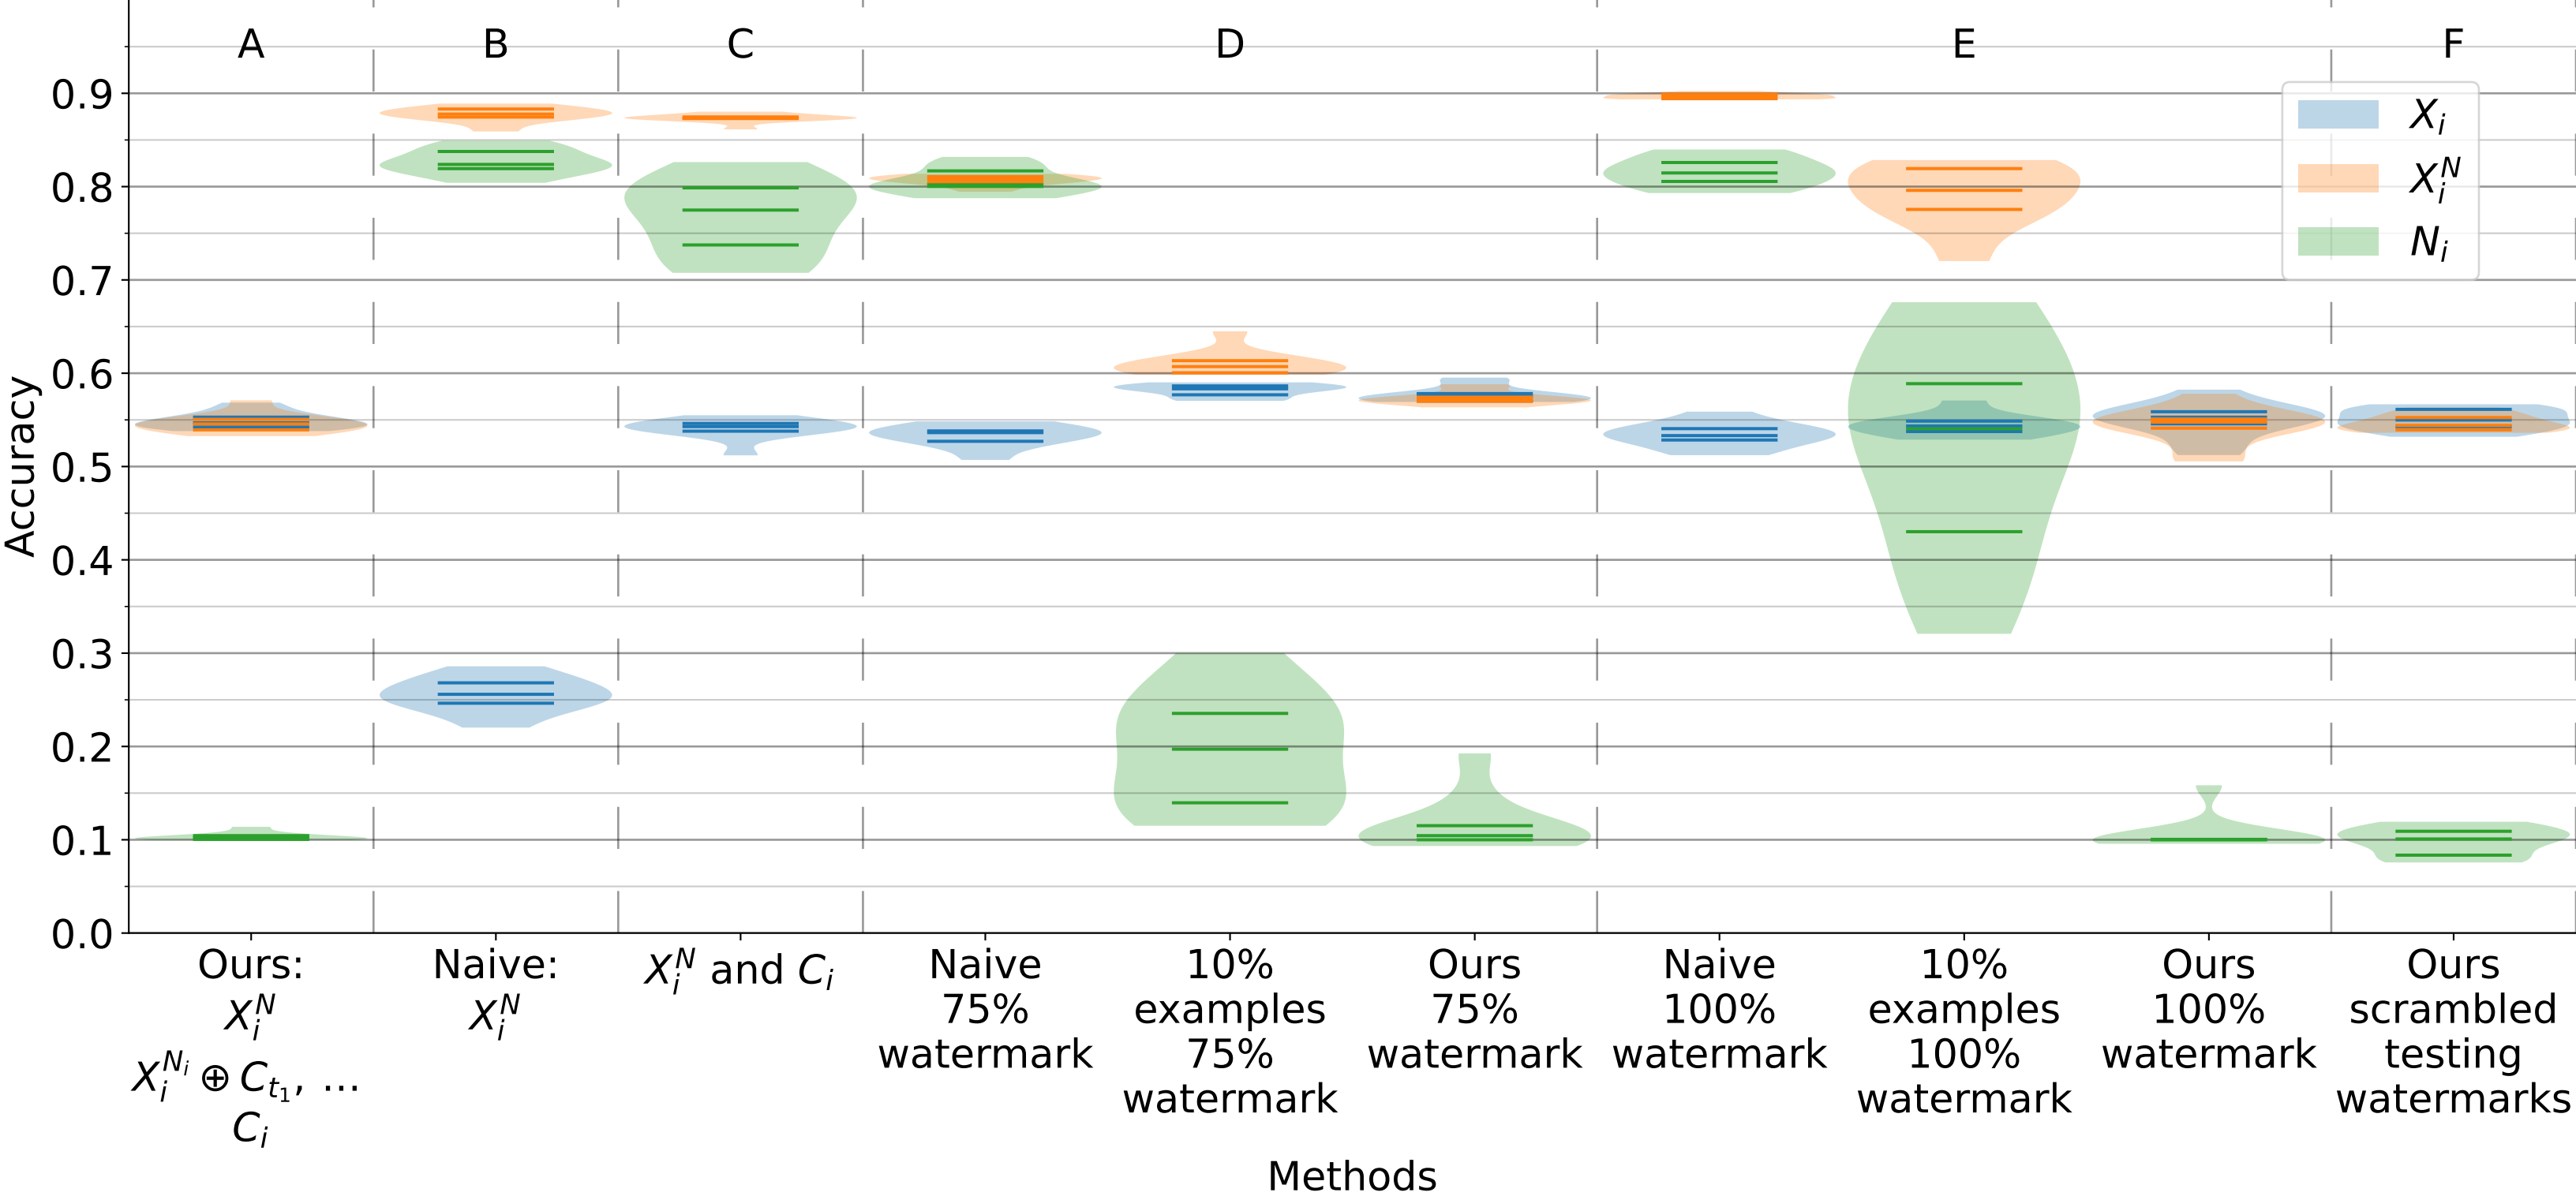 A B C D E F
0.9
0.8
0.7
0.6
0.5
0.4
0.3
0.2
0.1
0.0
Accuracy
X_i
X_i^N
N_i
Ours:
X_i^N
X_i^{N_i} ⊕ C_{t_1}, ...
C_i
Naive:
X_i^N
X_i^N and C_i
Naive
75%
watermark
10%
examples
75%
watermark
Ours
75%
watermark
Naive
100%
watermark
10%
examples
100%
watermark
Ours
100%
watermark
Ours
scrambled
testing
watermarks
Methods